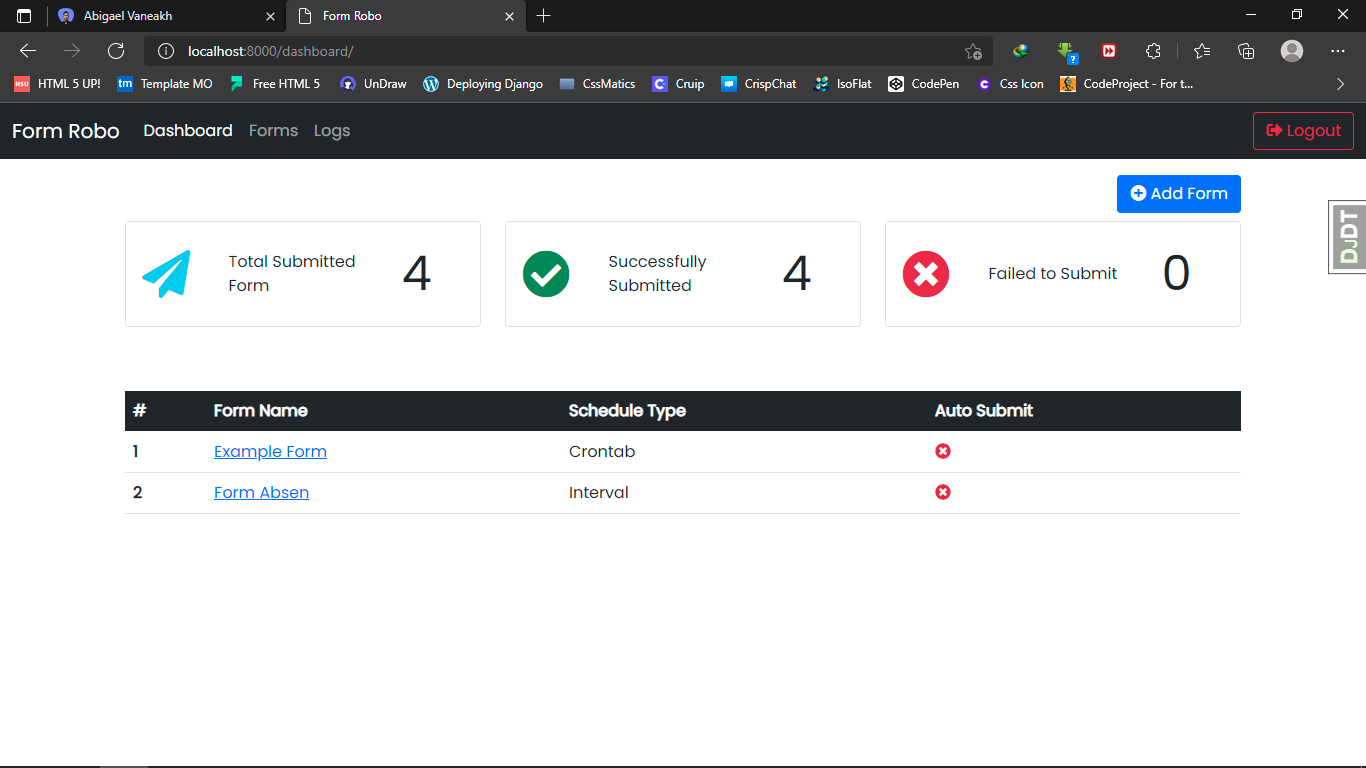 Abigael Vaneakh
Form Robo
localhost:8000/dashboard/
HSU HTML 5 UP! tm Template MO Free HTML 5 UnDraw Deploying Django CssMatics Cruip CrispChat IsoFlat CodePen Css Icon CodeProject - For t...
Form Robo Dashboard Forms Logs Logout
Add Form
DjDT
Total Submitted
Form
4
Successfully
Submitted
4
Failed to Submit
0
# Form Name Schedule Type Auto Submit
1 Example Form Crontab
2 Form Absen Interval